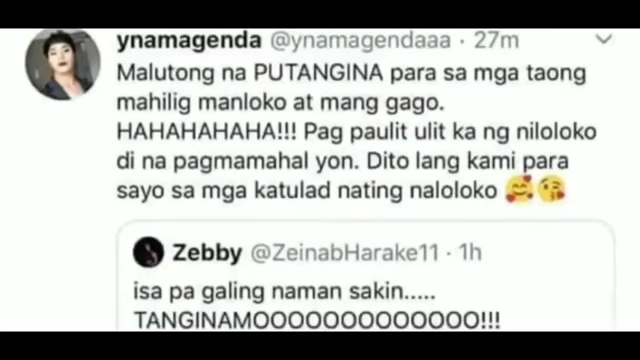 ynamagenda @ynamagendaaa · 27m
Malutong na PUTANGINA para sa mga taong
mahilig manloko at mang gago.
HAHAHAHAHA!!! Pag paulit ulit ka ng niloloko
di na pagmamahal yon. Dito lang kami para
sayo sa mga katulad nating naloloko 🥰😘
Zebby @ZeinabHarake11 · 1h
isa pa galing naman sakin.....
TANGINAMOOOOOOOOOOOOO!!!